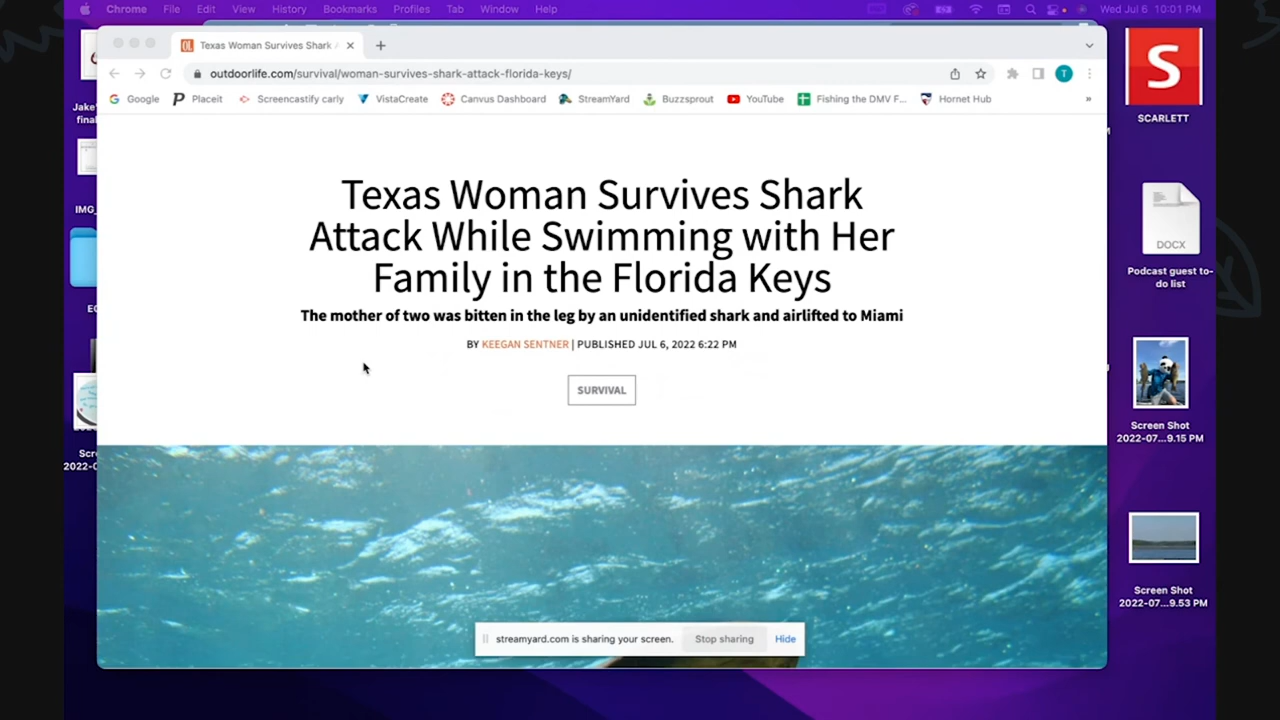 Chrome File Edit View History Bookmarks Profiles Tab Window Help Wed Jul 6 10:01 PM
Texas Woman Survives Shark
outdoorlife.com/survival/woman-survives-shark-attack-florida-keys/
T
Google Placeit Screencastify carly VistaCreate Canvus Dashboard StreamYard Buzzsprout YouTube Fishing the DMV F... Hornet Hub »
Texas Woman Survives Shark
Attack While Swimming with Her
Family in the Florida Keys
The mother of two was bitten in the leg by an unidentified shark and airlifted to Miami
BY KEEGAN SENTNER | PUBLISHED JUL 6, 2022 6:22 PM
SURVIVAL
streamyard.com is sharing your screen. Stop sharing Hide
Jake'
final
IMG_
Scr
2022-0
S
SCARLETT
DOCX
Podcast guest to-
do list
Screen Shot
2022-07...9.15 PM
Screen Shot
2022-07...9.53 PM